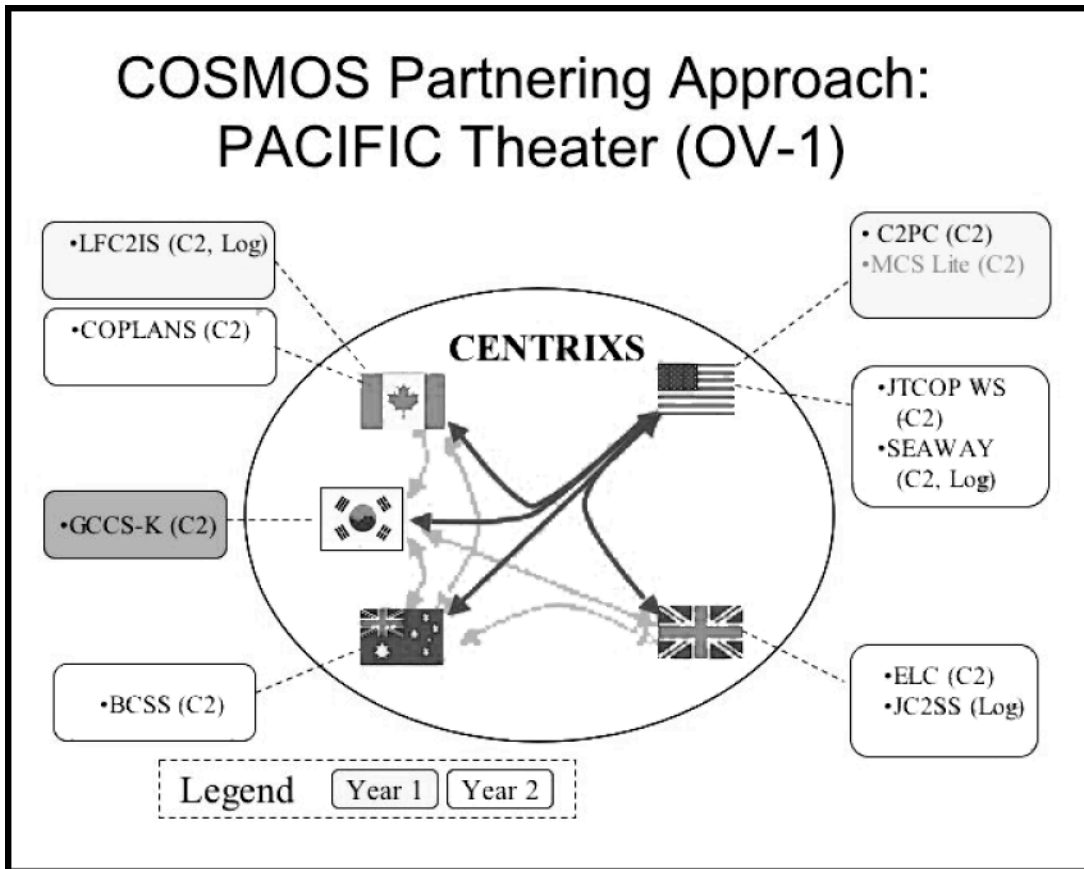 COSMOS Partnering Approach:
PACIFIC Theater (OV-1)
•LFC2IS (C2, Log)
•COPLANS (C2)
•GCCS-K (C2)
•BCSS (C2)
CENTRIXS
• C2PC (C2)
•MCS Lite (C2)
•JTCOP WS
(C2)
•SEAWAY
(C2, Log)
•ELC (C2)
•JC2SS (Log)
Legend
Year 1
Year 2